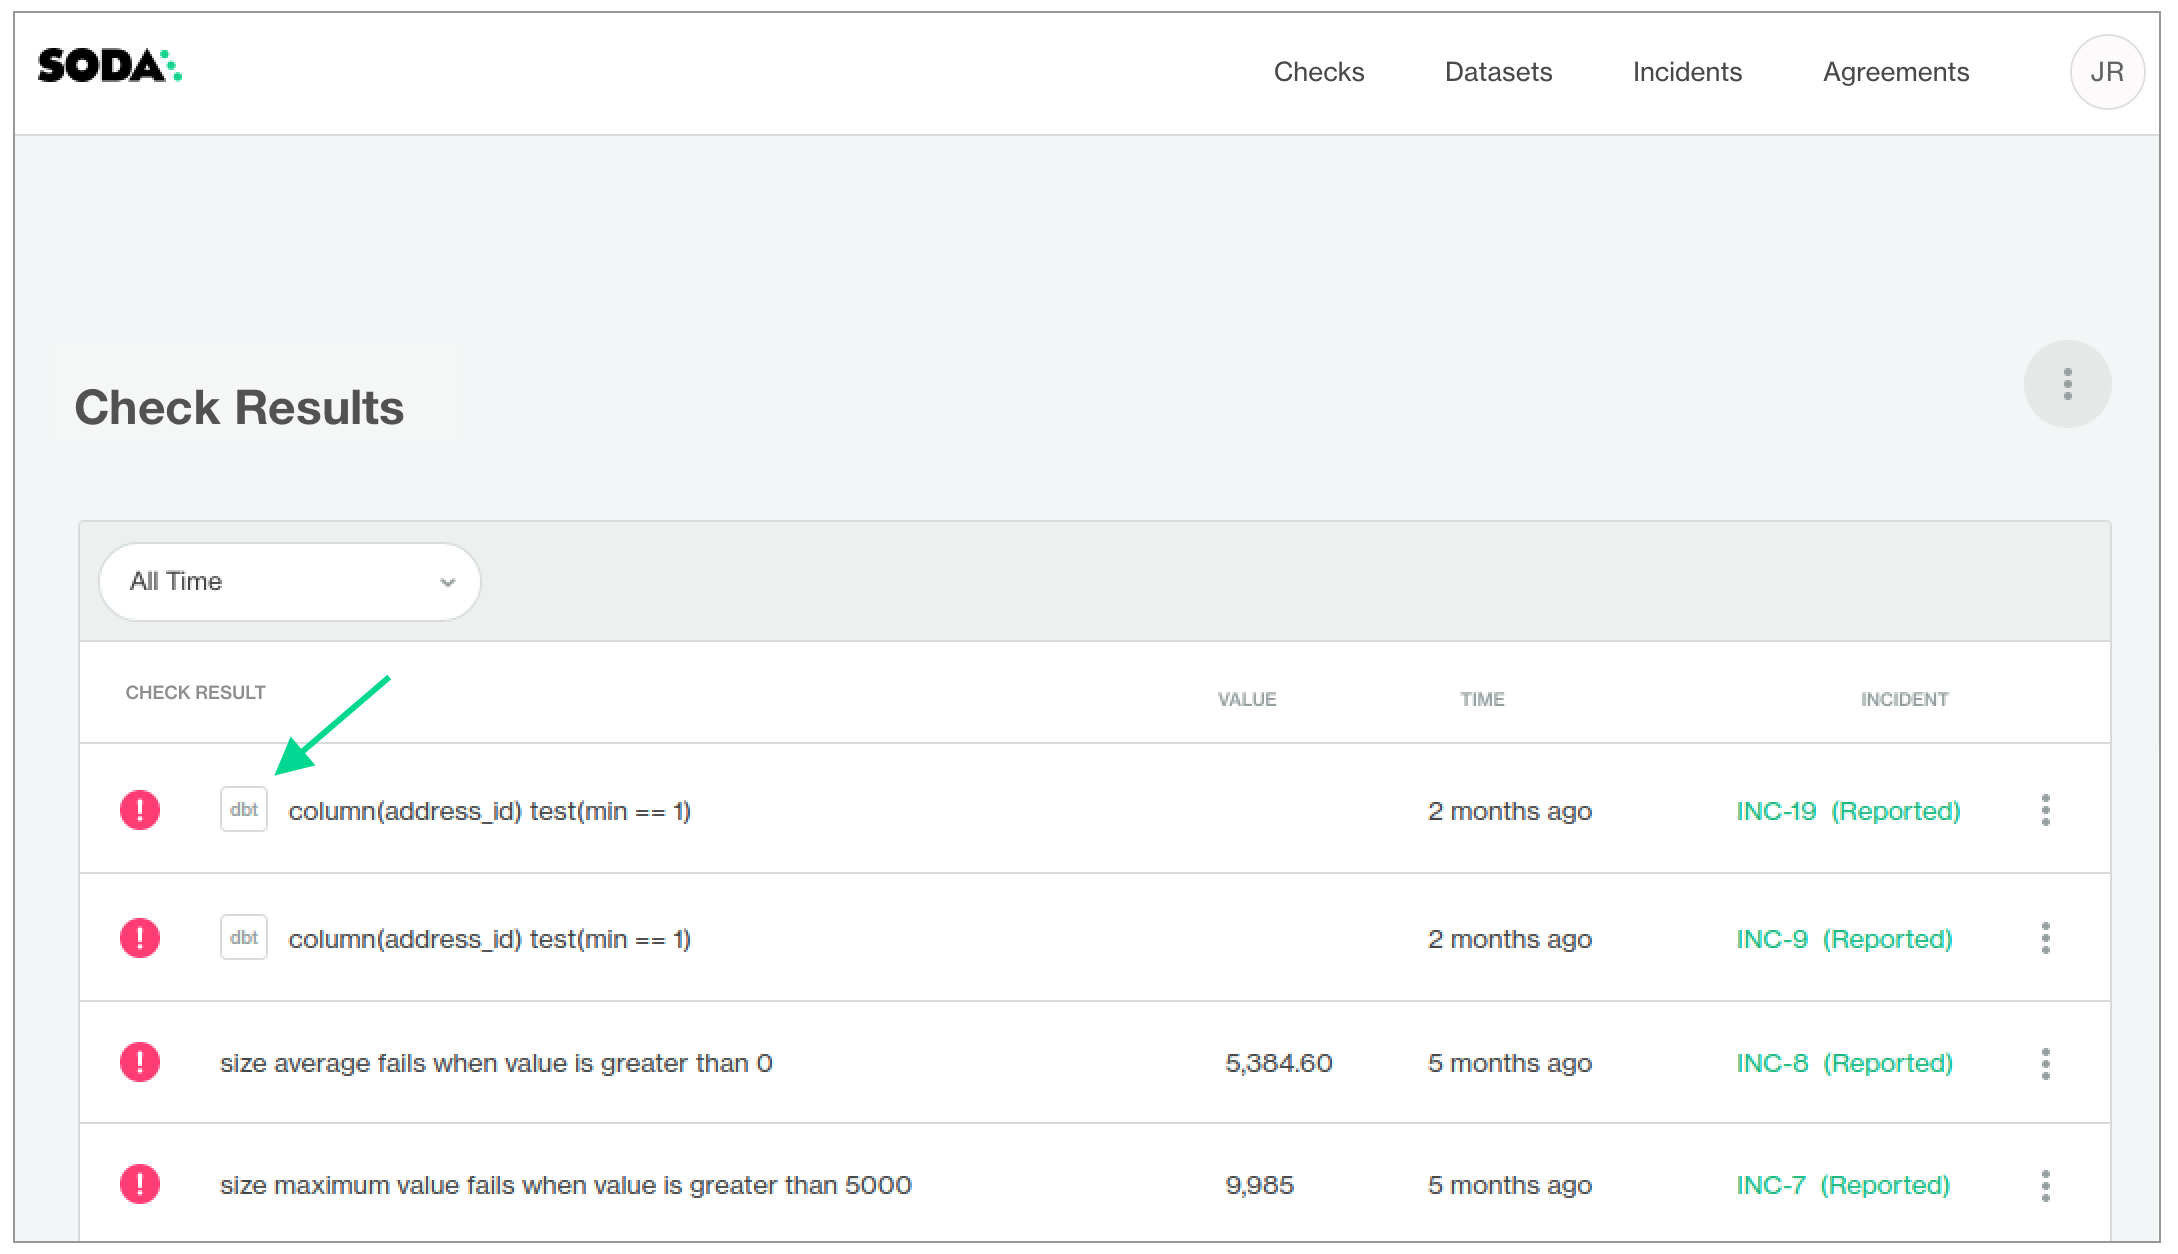 SODA
Checks Datasets Incidents Agreements JR
Check Results
All Time
CHECK RESULT VALUE TIME INCIDENT
dbt column(address_id) test(min == 1) 2 months ago INC-19 (Reported)
dbt column(address_id) test(min == 1) 2 months ago INC-9 (Reported)
size average fails when value is greater than 0 5,384.60 5 months ago INC-8 (Reported)
size maximum value fails when value is greater than 5000 9,985 5 months ago INC-7 (Reported)